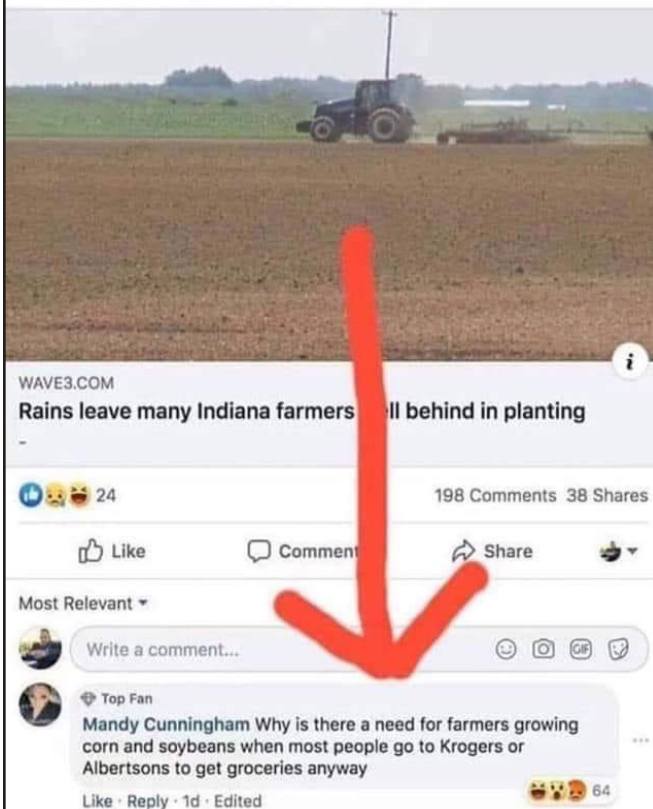 WAVE3.COM
Rains leave many Indiana farmers ll behind in planting
-
24
198 Comments 38 Shares
Like
Comment
Share
Most Relevant
Write a comment...
GIF
Top Fan
Mandy Cunningham Why is there a need for farmers growing
corn and soybeans when most people go to Krogers or
Albertsons to get groceries anyway
64
Like · Reply · 1d · Edited